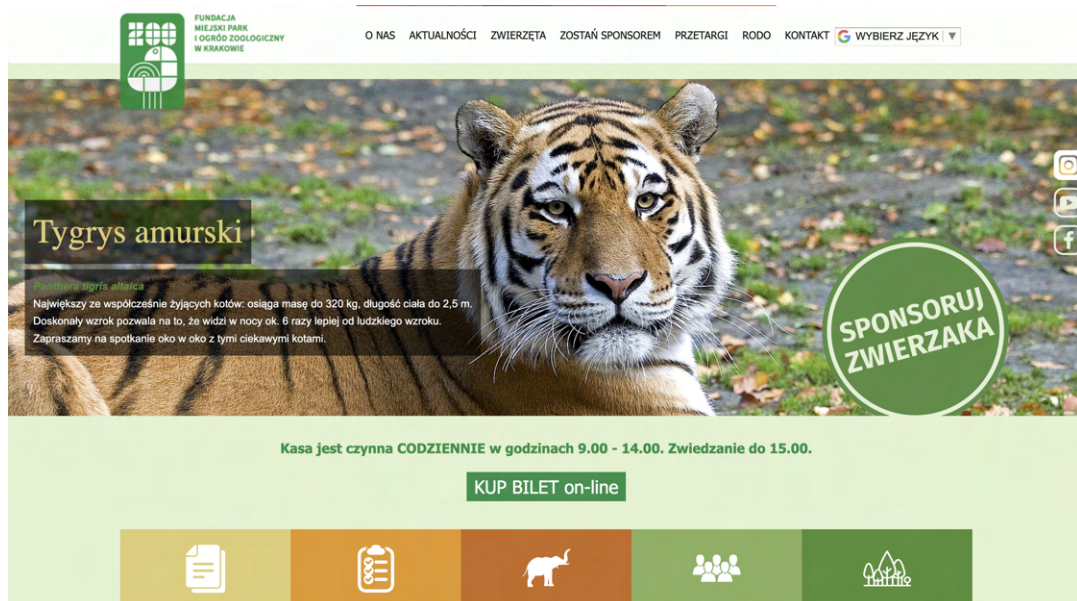 ZOO
FUNDACJA
MIEJSKI PARK
I OGRÓD ZOOLOGICZNY
W KRAKOWIE
O NAS AKTUALNOŚCI ZWIERZĘTA ZOSTAŃ SPONSOREM PRZETARGI RODO KONTAKT G WYBIERZ JĘZYK ▼
Tygrys amurski
Panthera tigris altaica
Największy ze współcześnie żyjących kotów: osiąga masę do 320 kg, długość ciała do 2,5 m.
Doskonały wzrok pozwala na to, że widzi w nocy ok. 6 razy lepiej od ludzkiego wzroku.
Zapraszamy na spotkanie oko w oko z tymi ciekawymi kotami.
SPONSORUJ
ZWIERZAKA
Kasa jest czynna CODZIENNIE w godzinach 9.00 - 14.00. Zwiedzanie do 15.00.
KUP BILET on-line